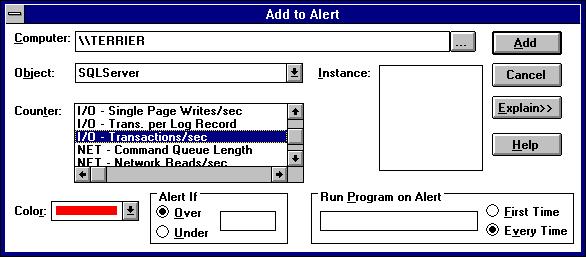 Add to Alert
Computer: \\TERRIER ... Add
Object: SQLServer Instance: Cancel
Counter: I/O - Single Page Writes/sec Explain>>
I/O - Trans. per Log Record
I/O - Transactions/sec
NET - Command Queue Length Help
NET - Network Reads/sec
Color: Alert If Run Program on Alert
Over First Time
Under Every Time